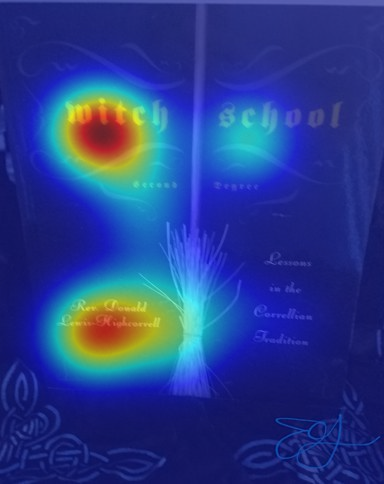 witch school
Second Degree
Rev. Donald
Lewis-Highcorrell
Lessons
in the
Correllian
Tradition